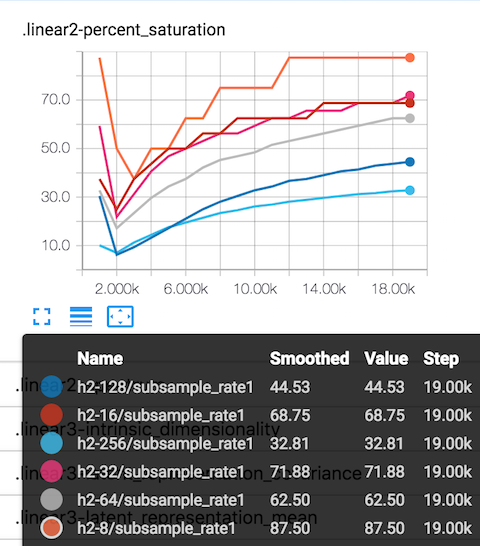 .linear2-percent_saturation
70.0
50.0
30.0
10.0
2.000k 6.000k 10.00k 14.00k 18.00k
Name Smoothed Value Step
h2-128/subsample_rate1 44.53 44.53 19.00k
h2-16/subsample_rate1 68.75 68.75 19.00k
.linear3-intrinsic_dimensionality
h2-256/subsample_rate1 32.81 32.81 19.00k
h2-32/subsample_rate1 71.88 71.88 19.00k
h2-64/subsample_rate1 62.50 62.50 19.00k
.linear3-latent_representation_mean
h2-8/subsample_rate1 87.50 87.50 19.00k